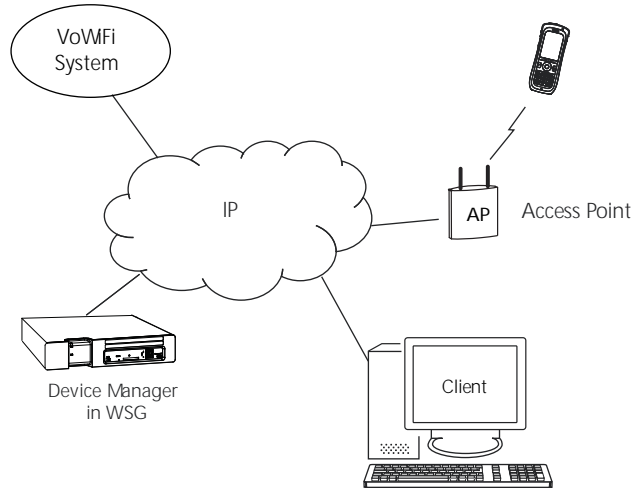 VoWiFi
System
IP
AP
Access Point
Device Manager
in WSG
Client